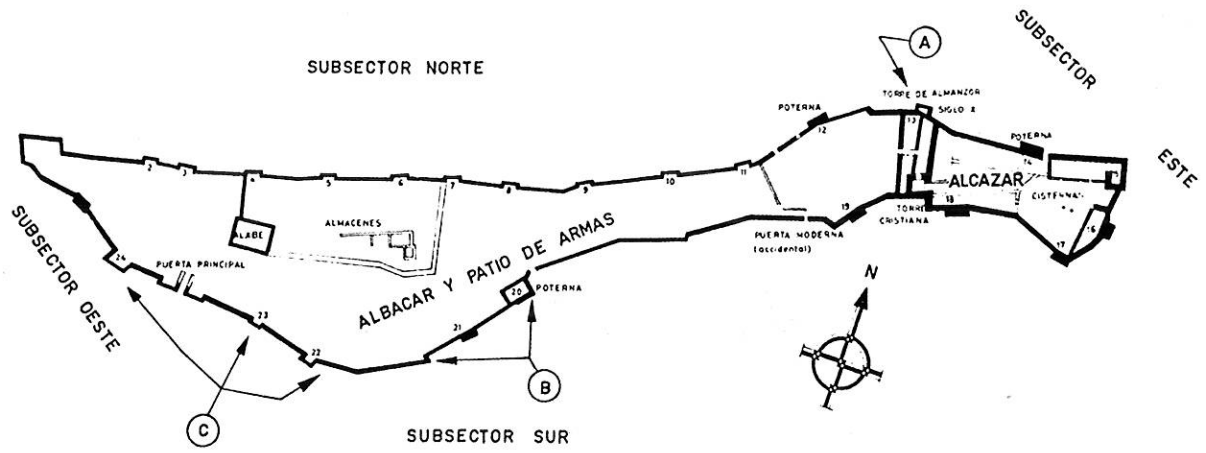 SUBSECTOR NORTE
A
SUBSECTOR
ESTE
TORRE DE ALMANZOR
SIGLO X
POTERNA
12
13
POTERNA
14
ALCAZAR
CISTERNA
16
17
18
TORRE
CRISTIANA
19
PUERTA MODERNA
(accidental)
2
3
4
5
6
7
8
9
10
11
ALMACENES
ALABE
PUERTA PRINCIPAL
24
SUBSECTOR OESTE
ALBACAR Y PATIO DE ARMAS
20
POTERNA
21
23
22
N
B
C
SUBSECTOR SUR